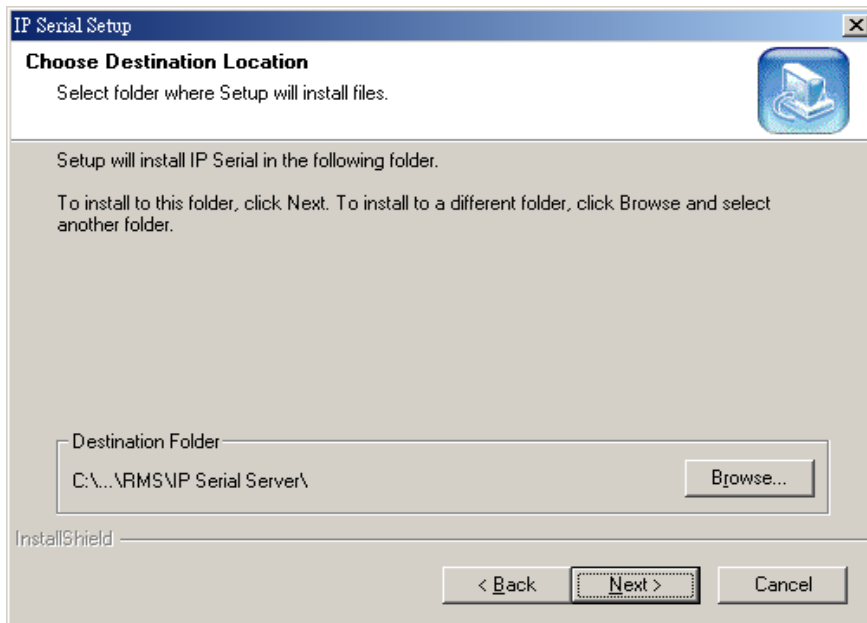 IP Serial Setup
Choose Destination Location
Select folder where Setup will install files.
Setup will install IP Serial in the following folder.
To install to this folder, click Next. To install to a different folder, click Browse and select
another folder.
Destination Folder
C:\...\RMS\IP Serial Server\
Browse...
InstallShield
< Back
Next >
Cancel